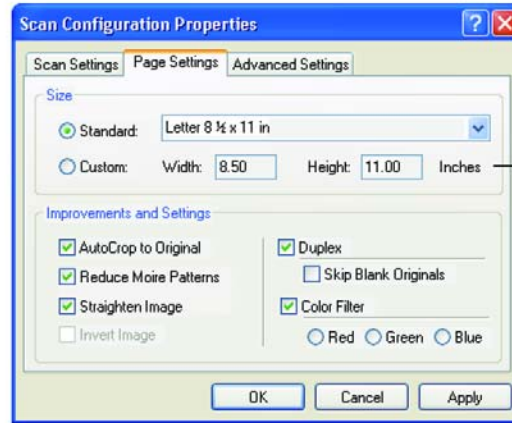 Scan Configuration Properties
Scan Settings Page Settings Advanced Settings
Size
Standard: Letter 8 ½ x 11 in
Custom: Width: 8.50 Height: 11.00 Inches
Improvements and Settings
AutoCrop to Original Duplex
Reduce Moire Patterns Skip Blank Originals
Straighten Image Color Filter
Invert Image Red Green Blue
OK Cancel Apply